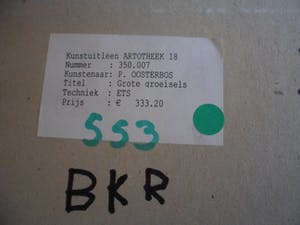 Kunstuitleen ARTOTHEEK 18
Nummer : 350.007
Kunstenaar: P. OOSTERBOS
Titel : Grote groeisels
Techniek : ETS
Prijs : € 333.20
553
BKR